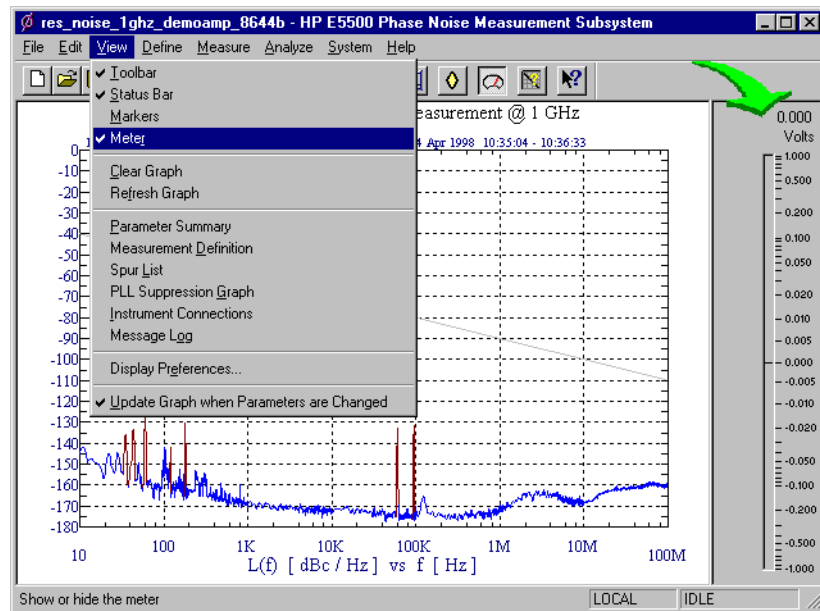 res_noise_1ghz_demoamp_8644b - HP E5500 Phase Noise Measurement Subsystem
File Edit View Define Measure Analyze System Help
Toolbar
Status Bar
Markers
Meter
Clear Graph
Refresh Graph
Parameter Summary
Measurement Definition
Spur List
PLL Suppression Graph
Instrument Connections
Message Log
Display Preferences...
Update Graph when Parameters are Changed
easurement @ 1 GHz
Apr 1998 10:35:04 - 10:36:33
0
-10
-20
-30
-40
-50
-60
-70
-80
-90
-100
-110
-120
-130
-140
-150
-160
-170
-180
10 100 1K 10K 100K 1M 10M 100M
L(f) [ dBc / Hz ] vs f [ Hz ]
0.000
Volts
1.000
0.500
0.200
0.100
0.050
0.020
0.010
0.005
0.000
-0.005
-0.010
-0.020
-0.050
-0.100
-0.200
-0.500
-1.000
Show or hide the meter
LOCAL IDLE